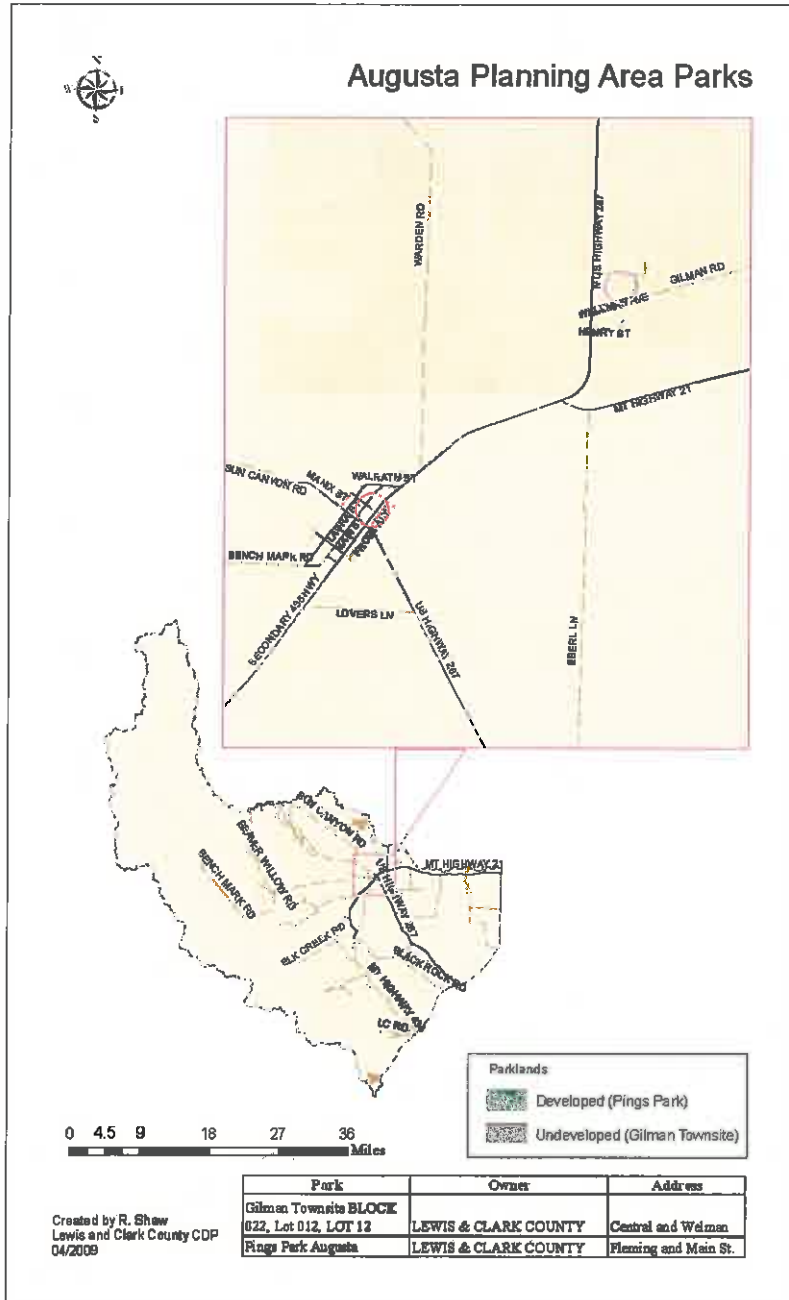 N
Augusta Planning Area Parks
WARDEN RD
N US HIGHWAY 287
GILMAN RD
HENRY ST
MT HIGHWAY 21
SUN CANYON RD
MANIX ST
WALRATH ST
MAIN ST
BENCH MARK RD
SECONDARY 435 HWY
LOVERS LN
US HIGHWAY 287
EBERL LN
SUN CANYON RD
BEAVER WILLOW RD
BENCH MARK RD
MT HIGHWAY 21
US HIGHWAY 287
ELK CREEK RD
BLACK ROCK RD
LC RD
Parklands
Developed (Pings Park)
Undeveloped (Gilman Townsite)
0 4.5 9 18 27 36
Miles
Park Owner Address
Gilman Townsite BLOCK
022, Lot 012, LOT 12 LEWIS & CLARK COUNTY Central and Welman
Pings Park Augusta LEWIS & CLARK COUNTY Fleming and Main St.
Created by R. Shaw
Lewis and Clark County CDP
04/2009